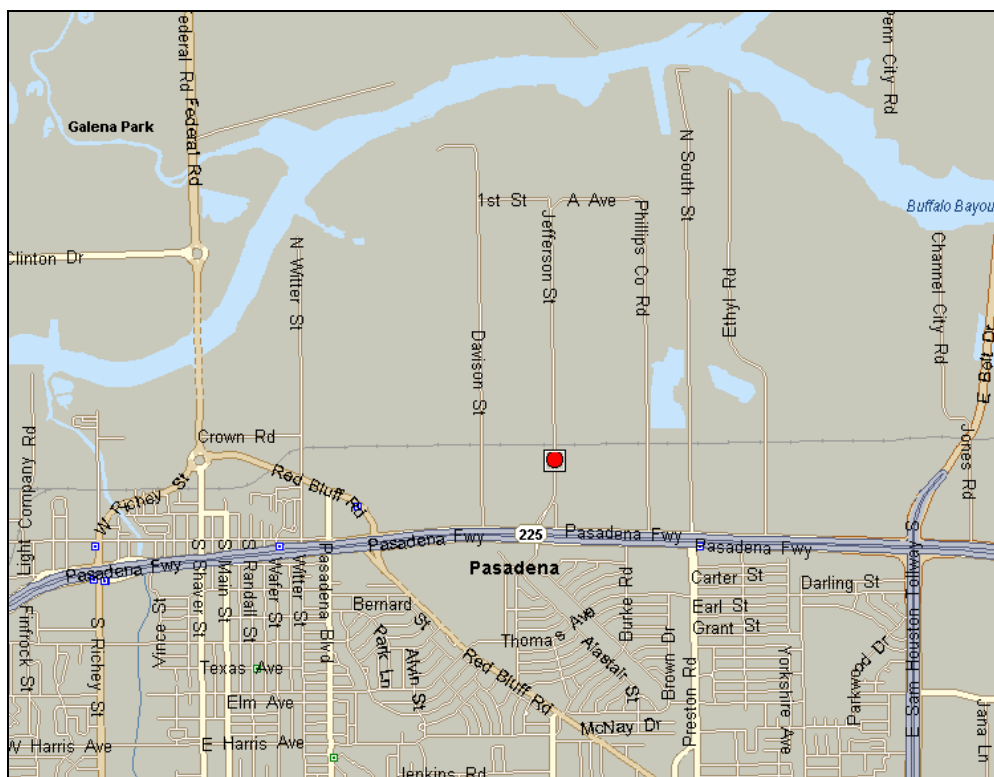 Federal Rd
Federal Rd
Penn City Rd
Galena Park
N South St
1st St
A Ave
Jefferson St
Phillips Co Rd
Buffalo Bayou
Clinton Dr
N Witter St
Ethyl Rd
Channel City Rd
Davison St
E Belt Dr
Crown Rd
Light Company Rd
W Richey St
Red Bluff Rd
Jones Rd
225
Pasadena Fwy
Pasadena Fwy
Pasadena Fwy
Pasadena Fwy
Pasadena
S Shaver St
S Main St
S Randall St
S Walter St
S Witter St
Pasadena Blvd
Carter St
Darling St
Burke Rd
Finfrock St
Vince St
Bernard St
Earl St
Grant St
Thomas Ave
Alastair St
Brown Dr
S Richey St
Texas Ave
Park Ln
Alvin St
Red Bluff Rd
Preston Rd
Yorkshire Ave
Parkwood Dr
E Sam Houston Tollway S
Elm Ave
McNay Dr
Jana Ln
W Harris Ave
E Harris Ave
Jenkins Rd